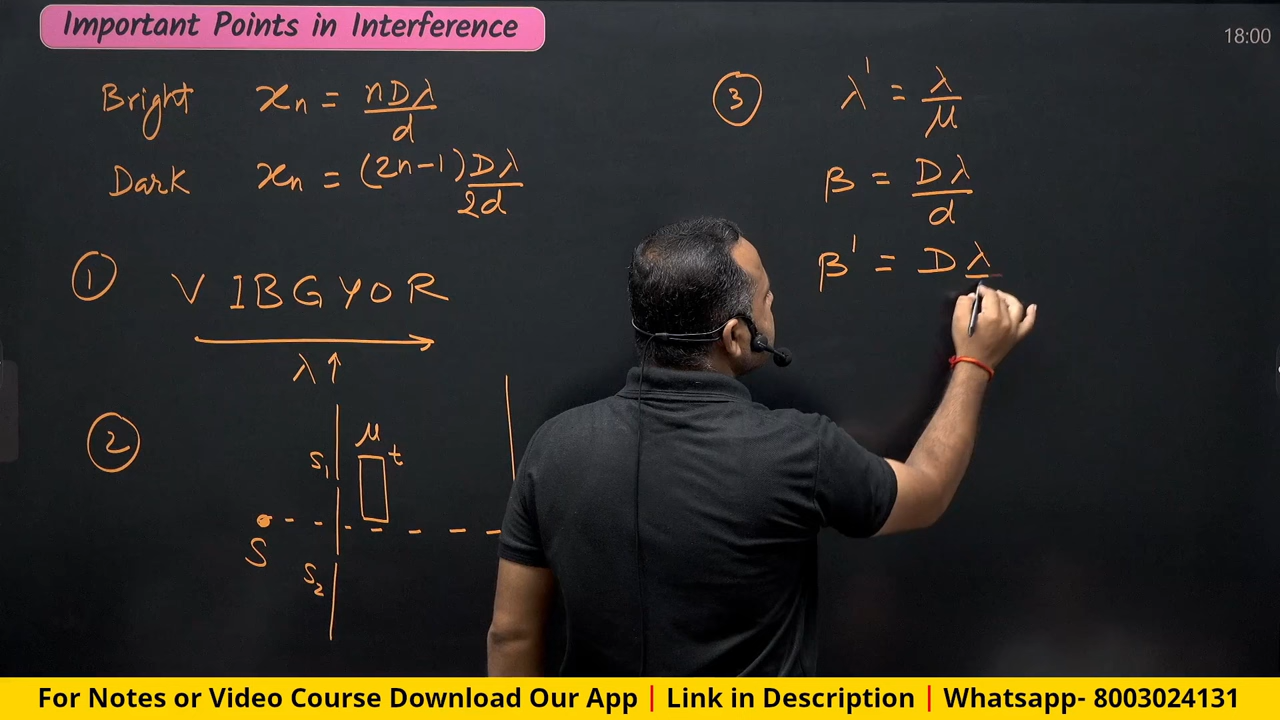 Important Points in Interference
18:00
Bright xₙ = nDλ/d
Dark xₙ = (2n-1)Dλ/2d
① VIBGYOR
λ↑
②
μ
S₁ t
S
S₂
③ λ' = λ/μ
β = Dλ/d
β' = Dλ
For Notes or Video Course Download Our App | Link in Description | Whatsapp- 8003024131